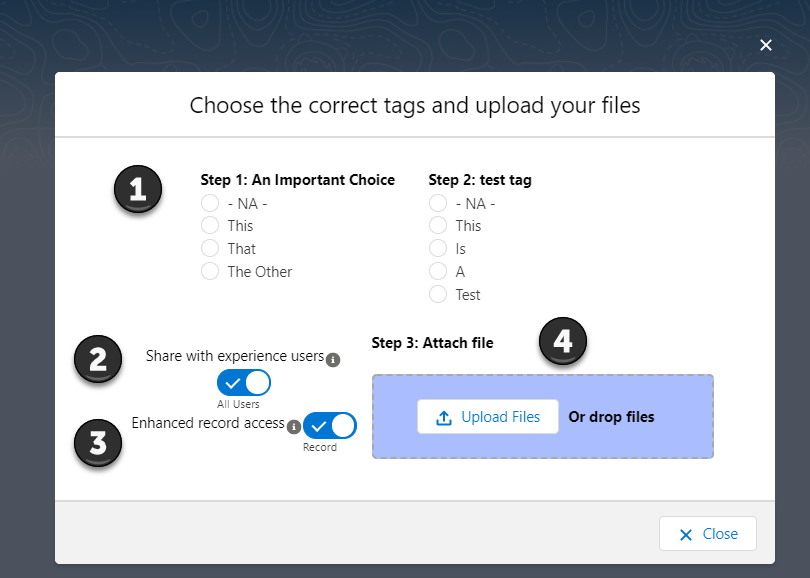 Choose the correct tags and upload your files
1
Step 1: An Important Choice
- NA -
This
That
The Other
Step 2: test tag
- NA -
This
Is
A
Test
2
Share with experience users
All Users
3
Enhanced record access
Record
Step 3: Attach file
4
Upload Files
Or drop files
Close